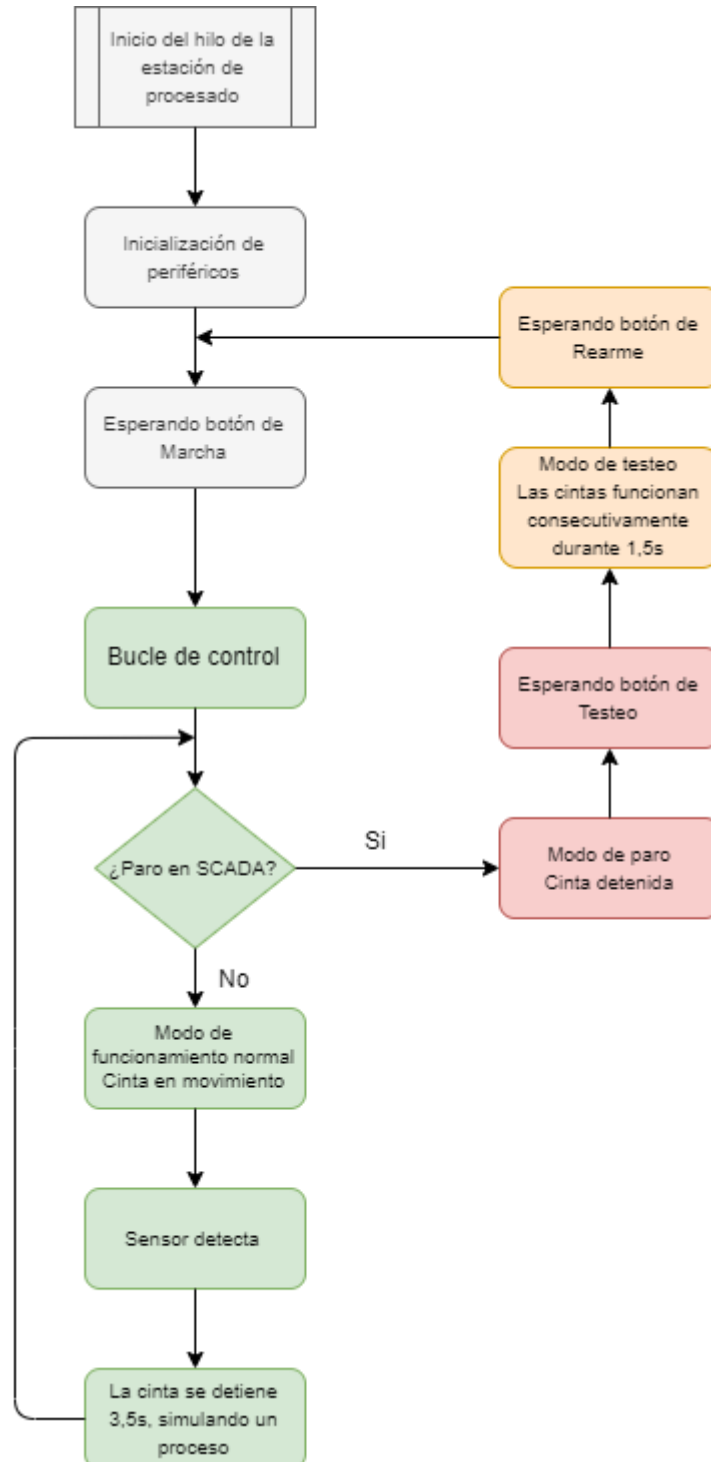 Inicio del hilo de la
estación de
procesado
Inicialización de
periféricos
Esperando botón de
Rearme
Esperando botón de
Marcha
Modo de testeo
Las cintas funcionan
consecutivamente
durante 1,5s
Bucle de control
Esperando botón de
Testeo
¿Paro en SCADA?
Si
Modo de paro
Cinta detenida
No
Modo de
funcionamiento normal
Cinta en movimiento
Sensor detecta
La cinta se detiene
3,5s, simulando un
proceso